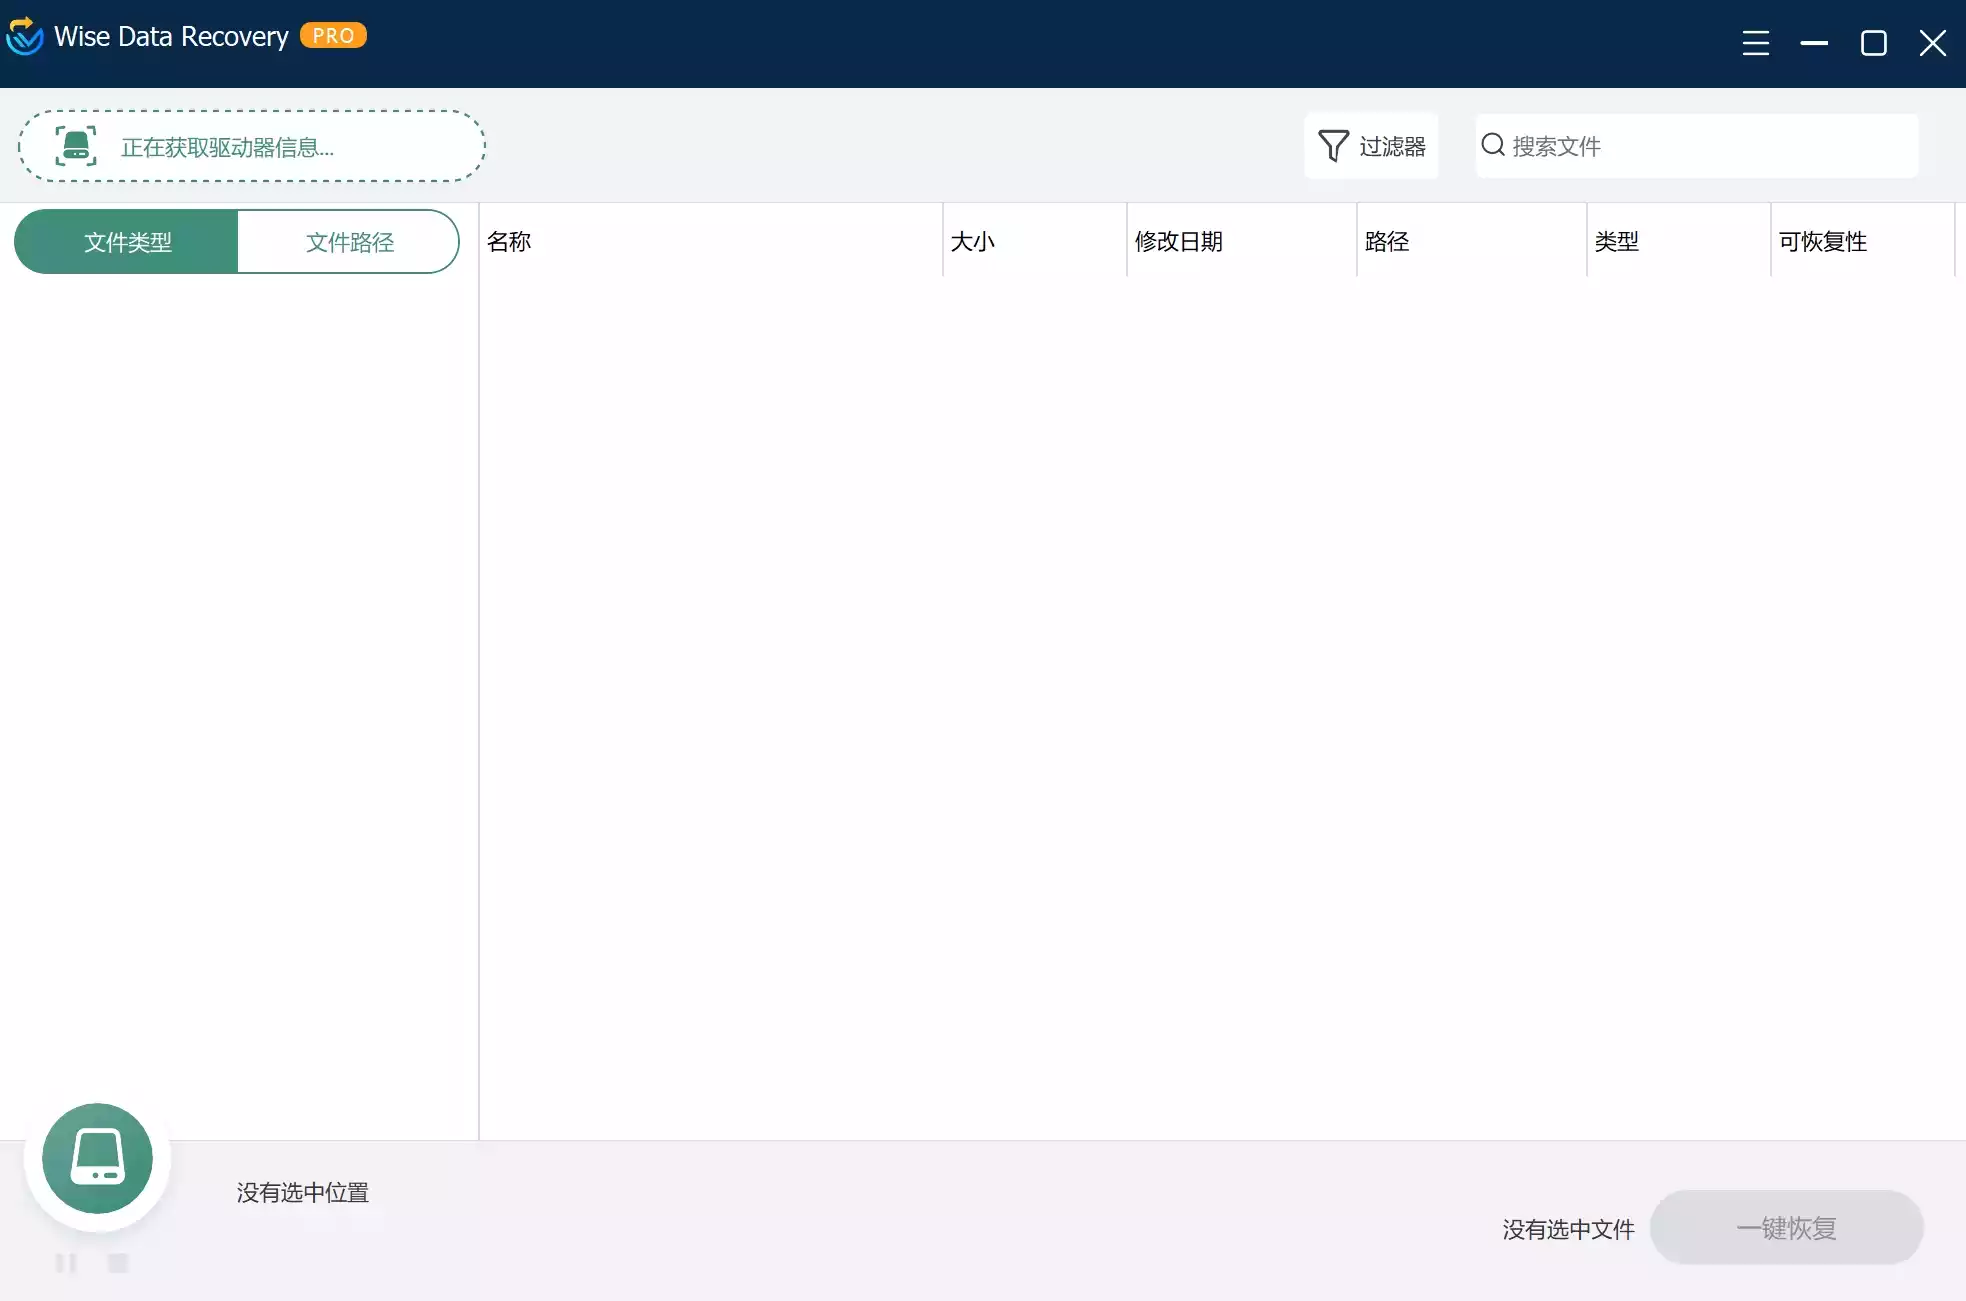 Wise Data Recovery PRO
正在获取驱动器信息...
过滤器
搜索文件
文件类型
文件路径
名称
大小
修改日期
路径
类型
可恢复性
没有选中位置
没有选中文件
一键恢复